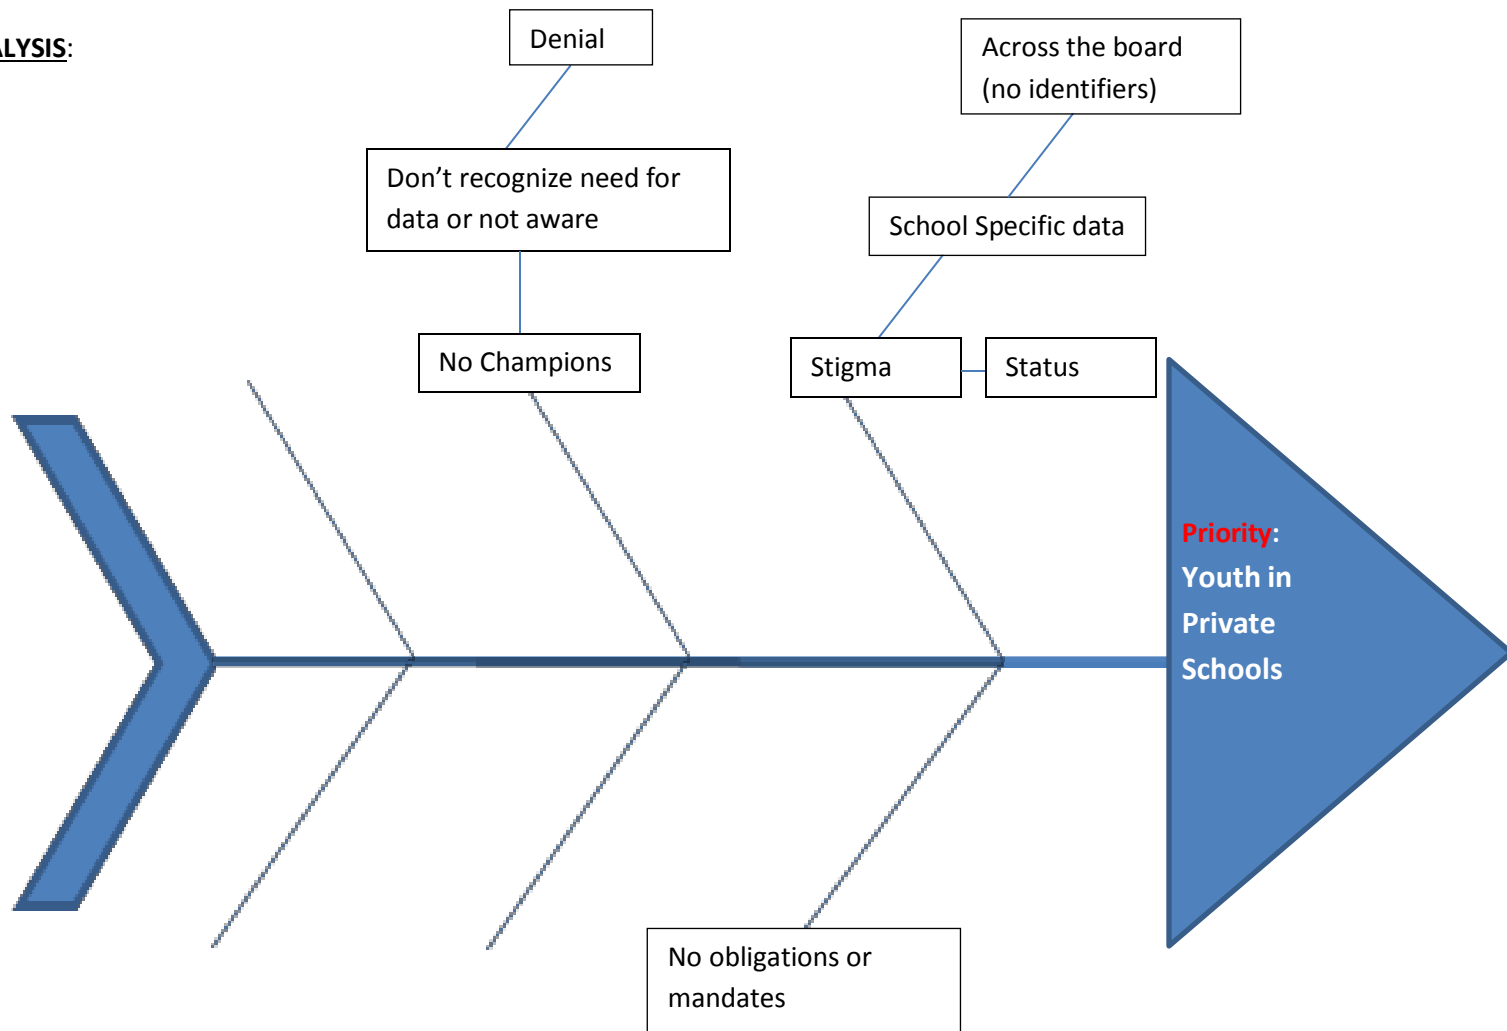 ALYSIS:
Denial
Across the board
(no identifiers)
Don’t recognize need for
data or not aware
School Specific data
No Champions
Stigma
Status
Priority:
Youth in
Private
Schools
No obligations or
mandates